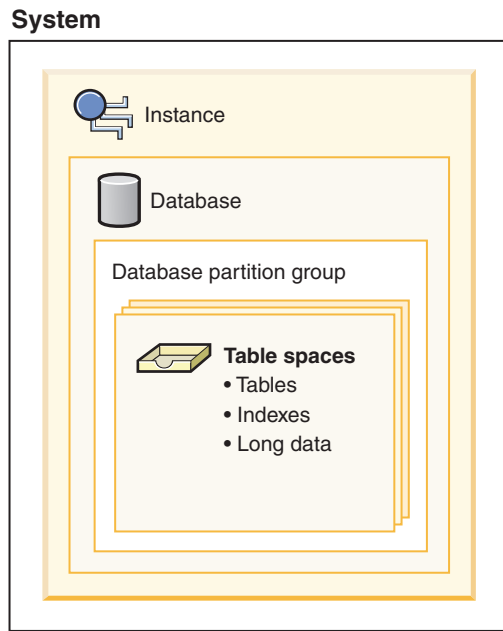 System
Instance
Database
Database partition group
Table spaces
• Tables
• Indexes
• Long data